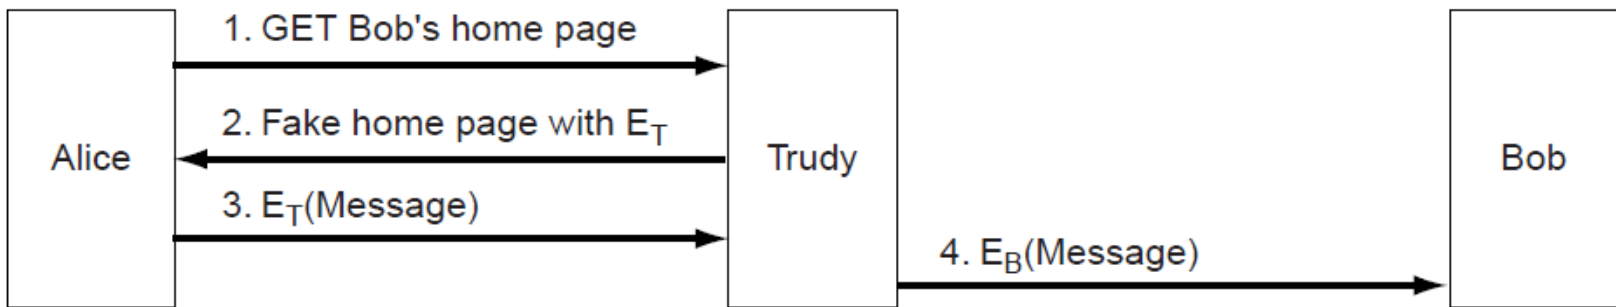 1. GET Bob's home page
2. Fake home page with E_T
Alice
Trudy
Bob
3. E_T(Message)
4. E_B(Message)